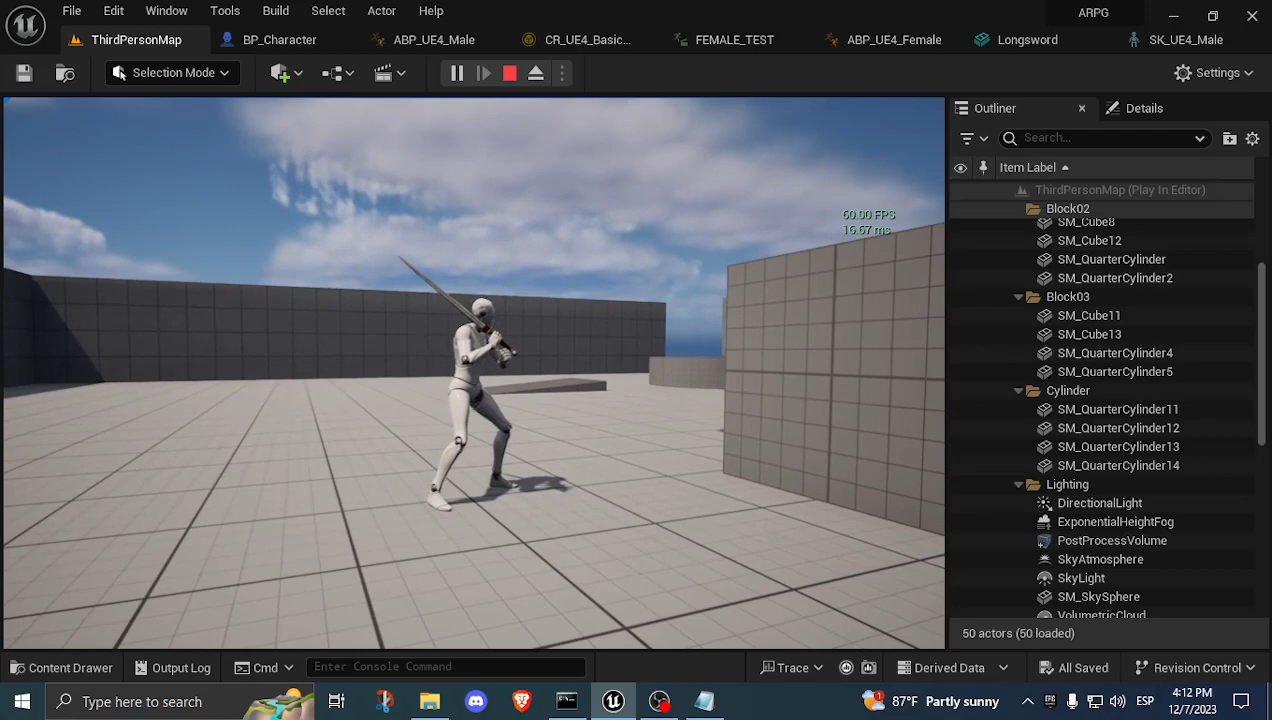 File Edit Window Tools Build Select Actor Help
ARPG
ThirdPersonMap BP_Character ABP_UE4_Male CR_UE4_Basic... FEMALE_TEST ABP_UE4_Female Longsword SK_UE4_Male
Selection Mode
Settings
Outliner Details
Search...
Item Label
ThirdPersonMap (Play In Editor)
Block02
SM_Cube8
SM_Cube12
SM_QuarterCylinder
SM_QuarterCylinder2
Block03
SM_Cube11
SM_Cube13
SM_QuarterCylinder4
SM_QuarterCylinder5
Cylinder
SM_QuarterCylinder11
SM_QuarterCylinder12
SM_QuarterCylinder13
SM_QuarterCylinder14
Lighting
DirectionalLight
ExponentialHeightFog
PostProcessVolume
SkyAtmosphere
SkyLight
SM_SkySphere
VolumetricCloud
50 actors (50 loaded)
60.00 FPS
16.67 ms
Content Drawer Output Log Cmd Enter Console Command Trace Derived Data All Saved Revision Control
Type here to search
1 87°F Partly sunny ESP
4:12 PM
12/7/2023